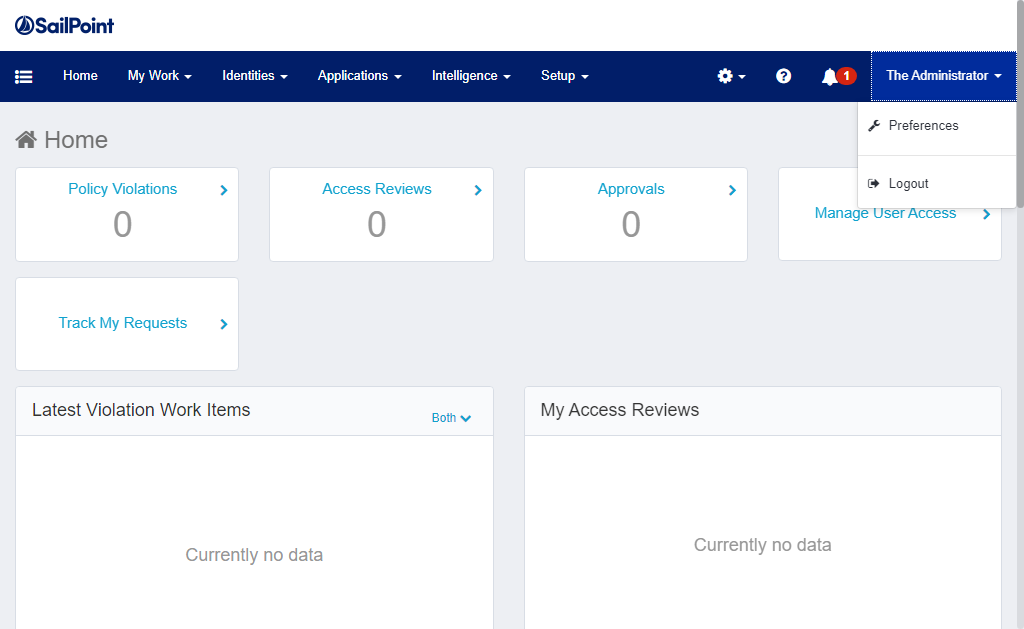 SailPoint
Home My Work Identities Applications Intelligence Setup ? 1 The Administrator
Preferences
Logout
Home
Policy Violations
0
Access Reviews
0
Approvals
0
Manage User Access
Track My Requests
Latest Violation Work Items
Both
Currently no data
My Access Reviews
Currently no data